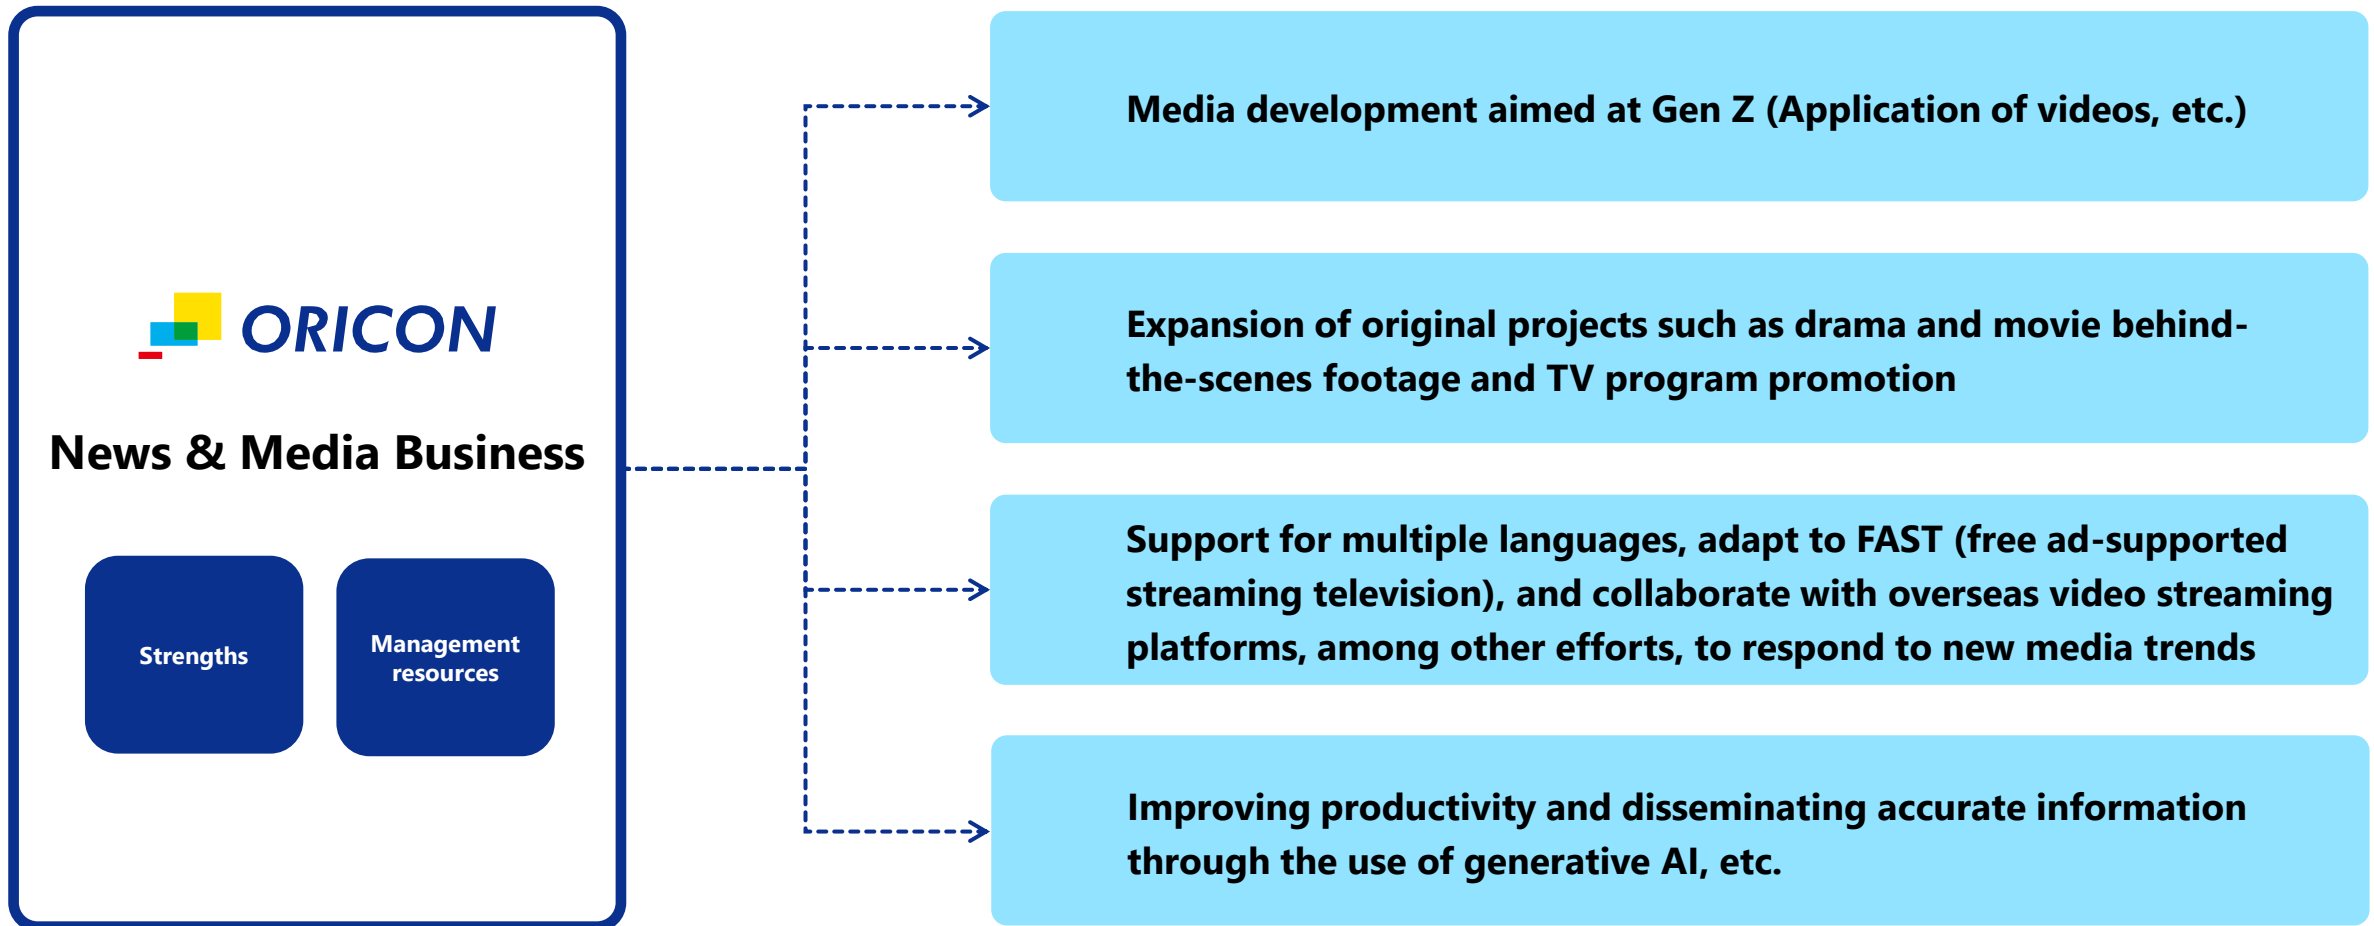 ORICON
News & Media Business
Strengths
Management
resources
Media development aimed at Gen Z (Application of videos, etc.)
Expansion of original projects such as drama and movie behind-
the-scenes footage and TV program promotion
Support for multiple languages, adapt to FAST (free ad-supported
streaming television), and collaborate with overseas video streaming
platforms, among other efforts, to respond to new media trends
Improving productivity and disseminating accurate information
through the use of generative AI, etc.